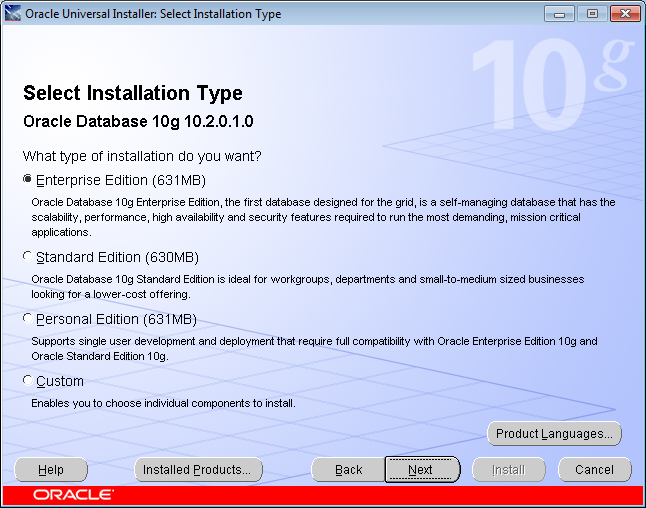 Oracle Universal Installer: Select Installation Type
10g
Select Installation Type
Oracle Database 10g 10.2.0.1.0
What type of installation do you want?
Enterprise Edition (631MB)
Oracle Database 10g Enterprise Edition, the first database designed for the grid, is a self-managing database that has the
scalability, performance, high availability and security features required to run the most demanding, mission critical
applications.
Standard Edition (630MB)
Oracle Database 10g Standard Edition is ideal for workgroups, departments and small-to-medium sized businesses
looking for a lower-cost offering.
Personal Edition (631MB)
Supports single user development and deployment that require full compatibility with Oracle Enterprise Edition 10g and
Oracle Standard Edition 10g.
Custom
Enables you to choose individual components to install.
Product Languages...
Help Installed Products... Back Next Install Cancel
ORACLE